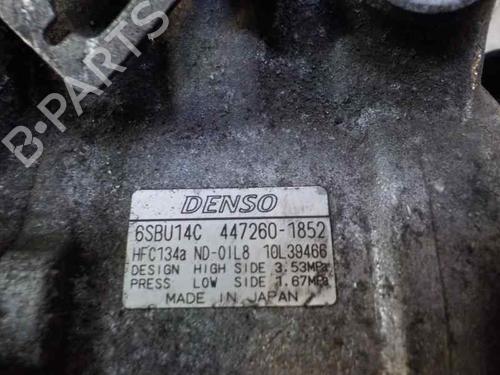 B-PARTS
DENSO
6SBU14C 447260-1852
HFC134a ND-OIL8 10L39466
DESIGN HIGH SIDE 3.53MPa
PRESS LOW SIDE 1.67MPa
MADE IN JAPAN